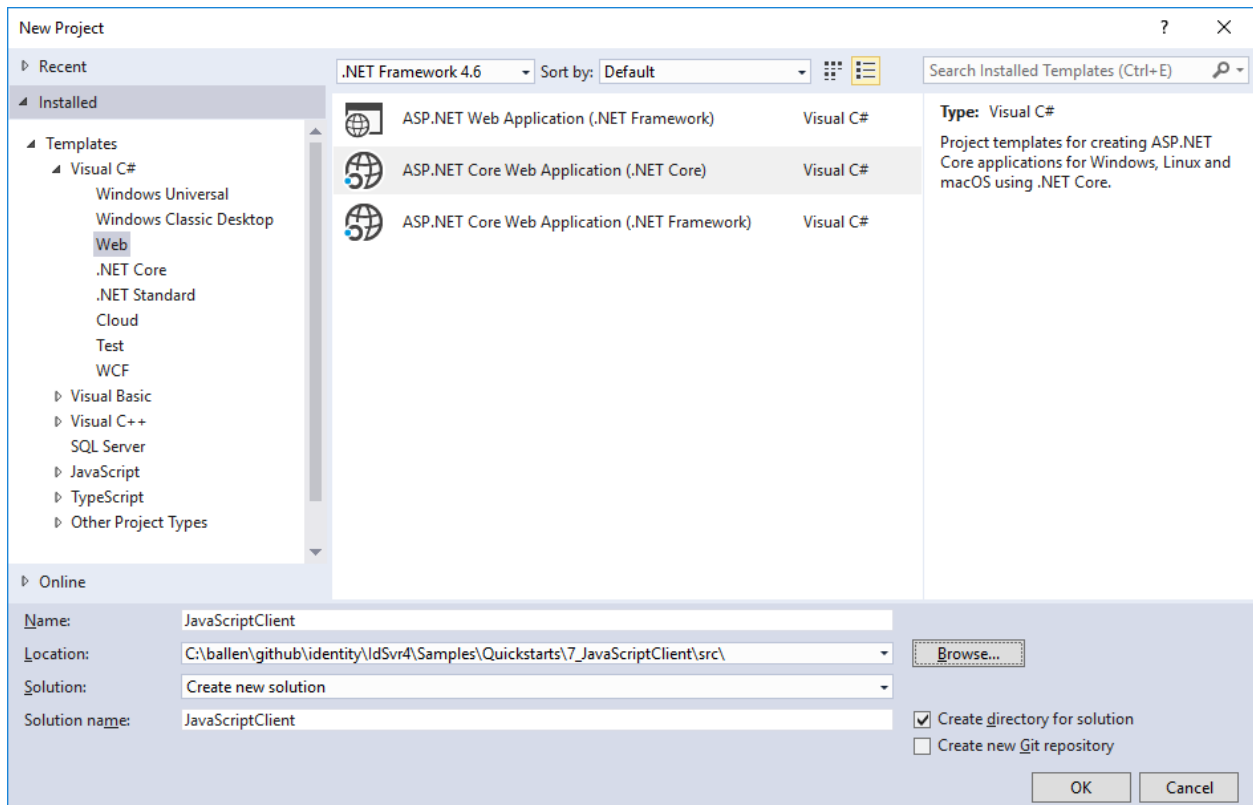 New Project
?
Recent
Installed
.NET Framework 4.6
Sort by: Default
Search Installed Templates (Ctrl+E)
Templates
Visual C#
Windows Universal
Windows Classic Desktop
Web
.NET Core
.NET Standard
Cloud
Test
WCF
Visual Basic
Visual C++
SQL Server
JavaScript
TypeScript
Other Project Types
Online
ASP.NET Web Application (.NET Framework) Visual C#
ASP.NET Core Web Application (.NET Core) Visual C#
ASP.NET Core Web Application (.NET Framework) Visual C#
Type: Visual C#
Project templates for creating ASP.NET
Core applications for Windows, Linux and
macOS using .NET Core.
Name: JavaScriptClient
Location: C:\ballen\github\identity\IdSvr4\Samples\Quickstarts\7_JavaScriptClient\src\
Browse...
Solution: Create new solution
Solution name: JavaScriptClient
Create directory for solution
Create new Git repository
OK
Cancel